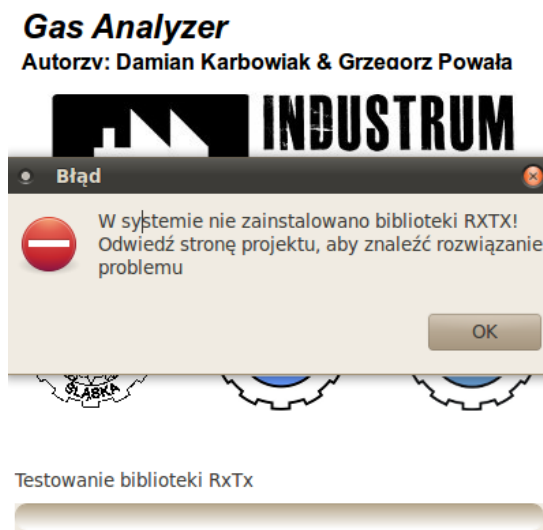 Gas Analyzer
Autorzy: Damian Karbowiak & Grzegorz Powała
INDUSTRUM
Błąd
W systemie nie zainstalowano biblioteki RXTX!
Odwiedź stronę projektu, aby znaleźć rozwiązanie
problemu
OK
ŚLĄSKA
Testowanie biblioteki RxTx